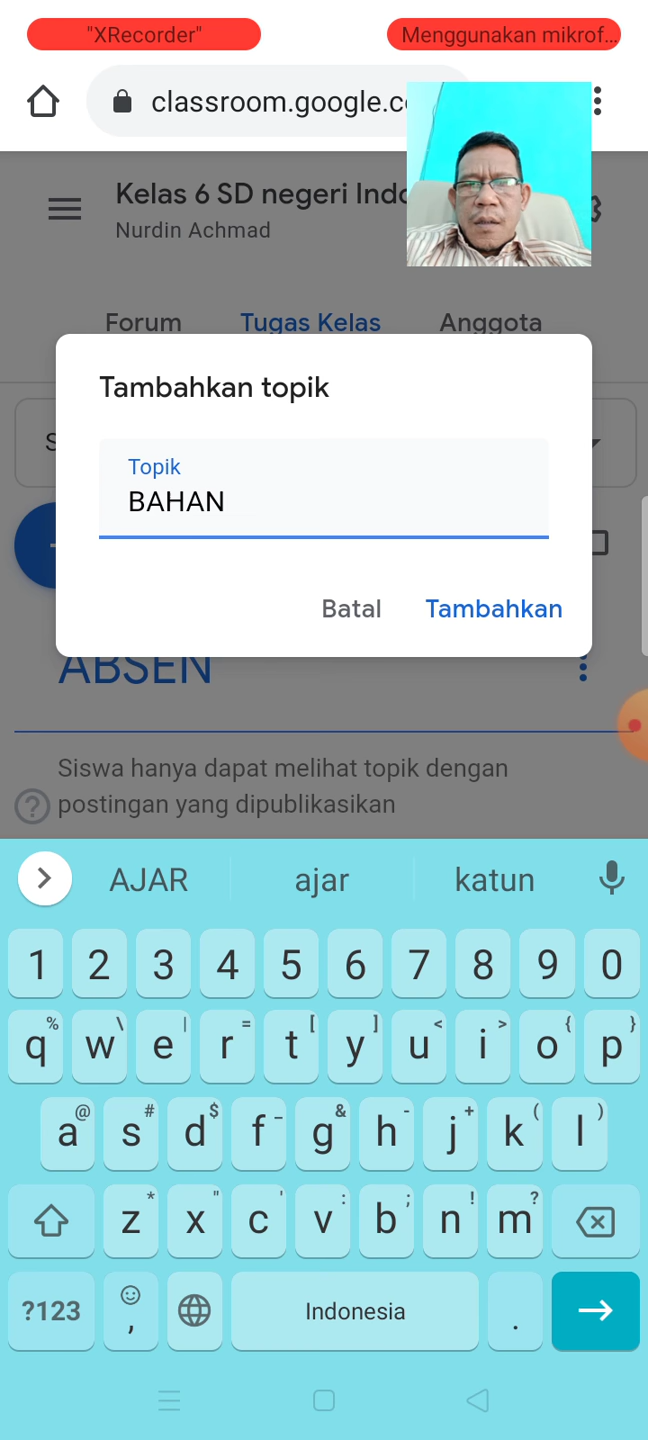 "XRecorder" Menggunakan mikrof...
classroom.google.c
Kelas 6 SD negeri Indo
Nurdin Achmad
Forum Tugas Kelas Anggota
Tambahkan topik
S
Topik
BAHAN
Batal Tambahkan
ABSEN
Siswa hanya dapat melihat topik dengan
postingan yang dipublikasikan
AJAR ajar katun
1 2 3 4 5 6 7 8 9 0
% \ | = [ ] < > { }
q w e r t y u i o p
@ # $ _ & - + ( )
a s d f g h j k l
* " ' : ; ! ?
z x c v b n m
?123 , Indonesia .